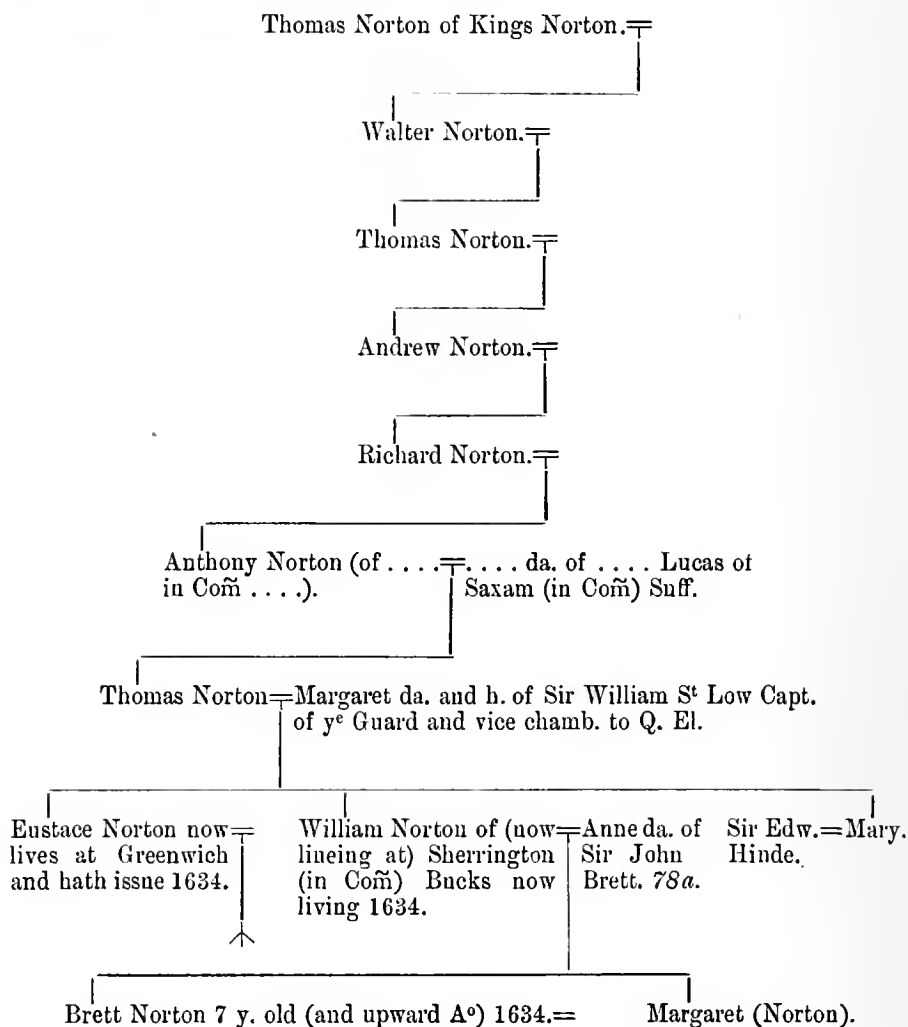 Thomas Norton of Kings Norton.
Walter Norton.
Thomas Norton.
Andrew Norton.
Richard Norton.
Anthony Norton (of . . . . . . . . da. of . . . . Lucas of
in Com̃ . . . .). Saxam (in Com̃) Suff.
Thomas Norton Margaret da. and h. of Sir William Sᵗ Low Capt.
of yᵉ Guard and vice chamb. to Q. El.
Eustace Norton now
lives at Greenwich
and hath issue 1634.
William Norton of (now
liueing at) Sherrington
(in Com̃) Bucks now
living 1634.
Anne da. of
Sir John
Brett. 78a.
Sir Edw.=Mary.
Hinde.
Brett Norton 7 y. old (and upward Aᵒ) 1634.= Margaret (Norton).